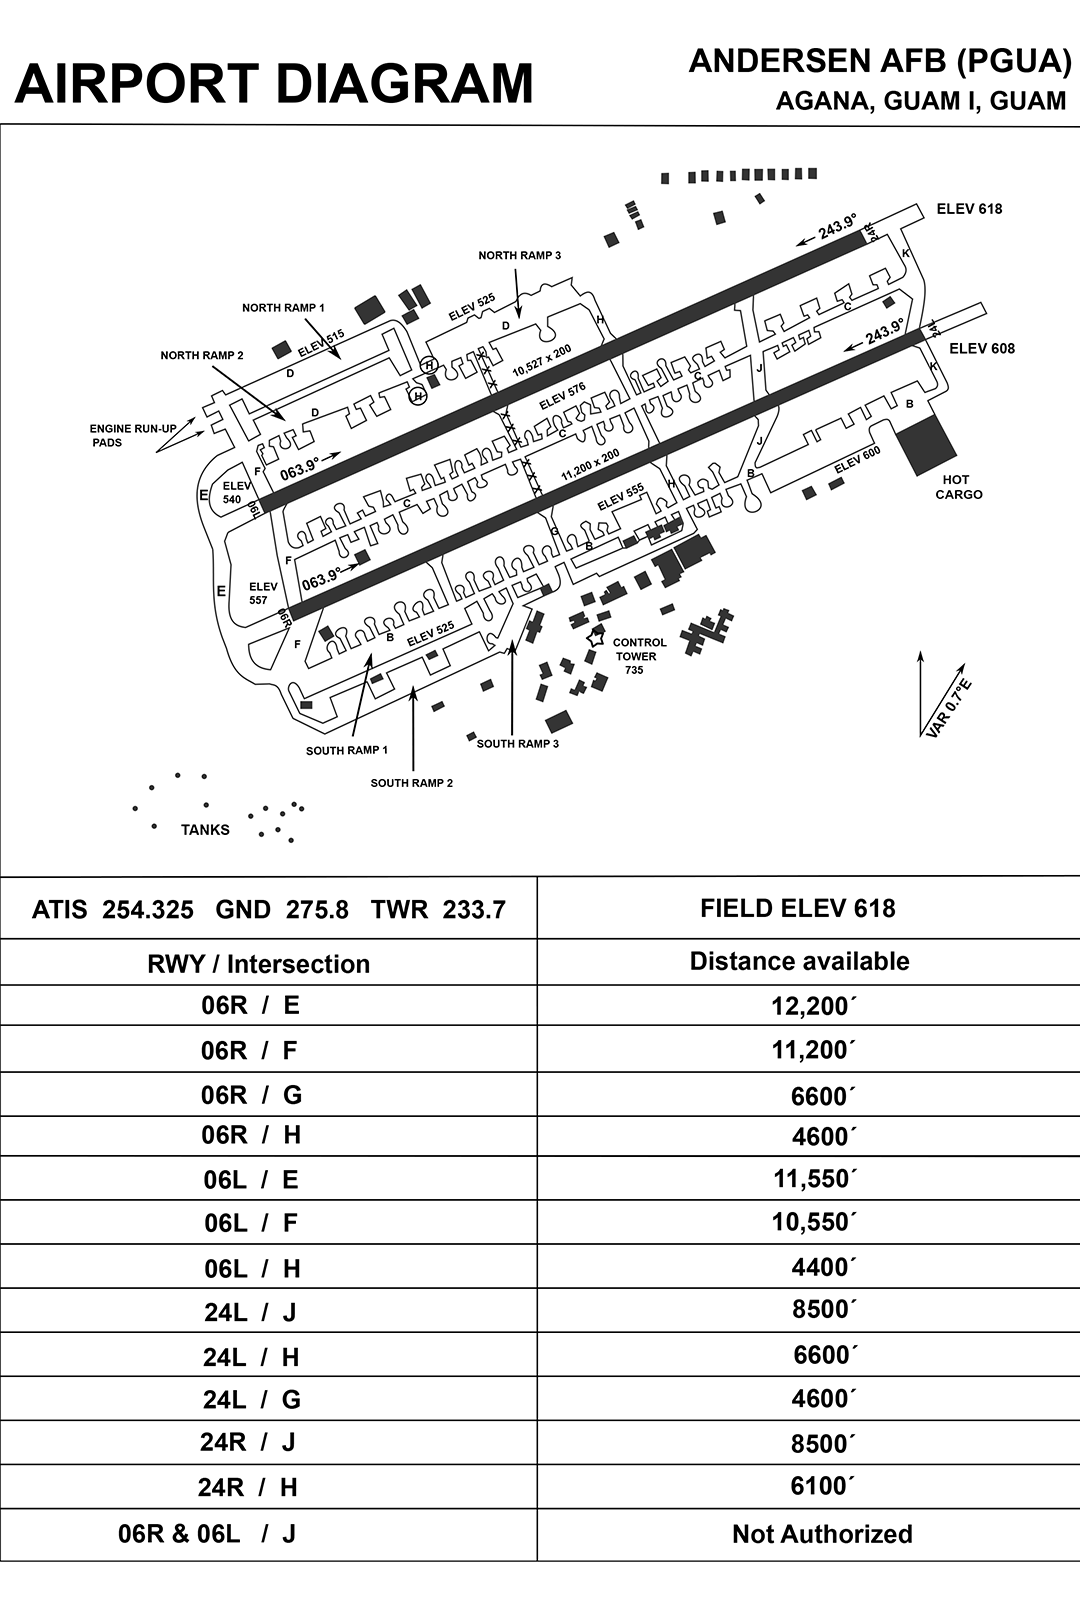 AIRPORT DIAGRAM
ANDERSEN AFB (PGUA)
AGANA, GUAM I, GUAM
ELEV 618
243.9°
24R
K
NORTH RAMP 3
ELEV 525
D
H
NORTH RAMP 1
ELEV 515
NORTH RAMP 2
D
D
H
H
10,527 x 200
ELEV 576
C
C
C
243.9°
24L
ELEV 608
K
J
J
B
ENGINE RUN-UP
PADS
F
063.9°
ELEV
540
E
06L
C
11,200 x 200
ELEV 555
H
B
ELEV 600
HOT
CARGO
G
B
F
063.9°
ELEV
557
E
06R
F
B
ELEV 525
CONTROL
TOWER
735
VAR 0.7°E
SOUTH RAMP 1
SOUTH RAMP 2
SOUTH RAMP 3
TANKS
ATIS 254.325 GND 275.8 TWR 233.7
FIELD ELEV 618
RWY / Intersection
Distance available
06R / E
12,200´
06R / F
11,200´
06R / G
6600´
06R / H
4600´
06L / E
11,550´
06L / F
10,550´
06L / H
4400´
24L / J
8500´
24L / H
6600´
24L / G
4600´
24R / J
8500´
24R / H
6100´
06R & 06L / J
Not Authorized